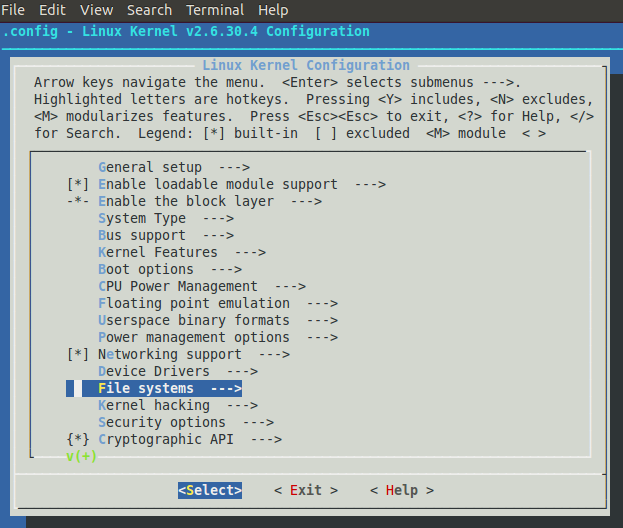 File Edit View Search Terminal Help
.config - Linux Kernel v2.6.30.4 Configuration
Linux Kernel Configuration
Arrow keys navigate the menu. <Enter> selects submenus --->.
Highlighted letters are hotkeys. Pressing <Y> includes, <N> excludes,
<M> modularizes features. Press <Esc><Esc> to exit, <?> for Help, </>
for Search. Legend: [*] built-in [ ] excluded <M> module < >
General setup --->
[*] Enable loadable module support --->
-*- Enable the block layer --->
System Type --->
Bus support --->
Kernel Features --->
Boot options --->
CPU Power Management --->
Floating point emulation --->
Userspace binary formats --->
Power management options --->
[*] Networking support --->
Device Drivers --->
File systems --->
Kernel hacking --->
Security options --->
{*} Cryptographic API --->
v(+)
<Select> < Exit > < Help >